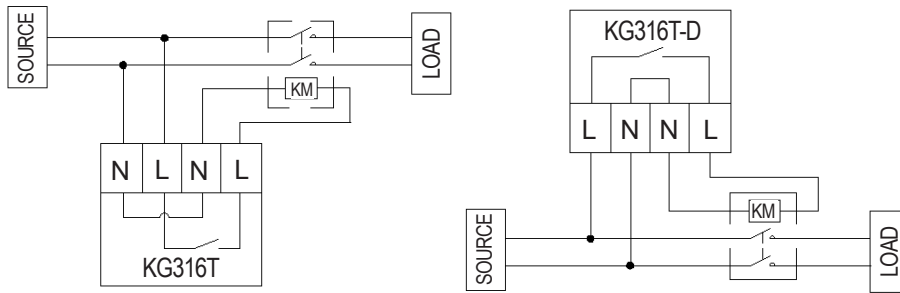 SOURCE
LOAD
KM
N L N L
KG316T
KG316T-D
L N N L
KM
SOURCE
LOAD